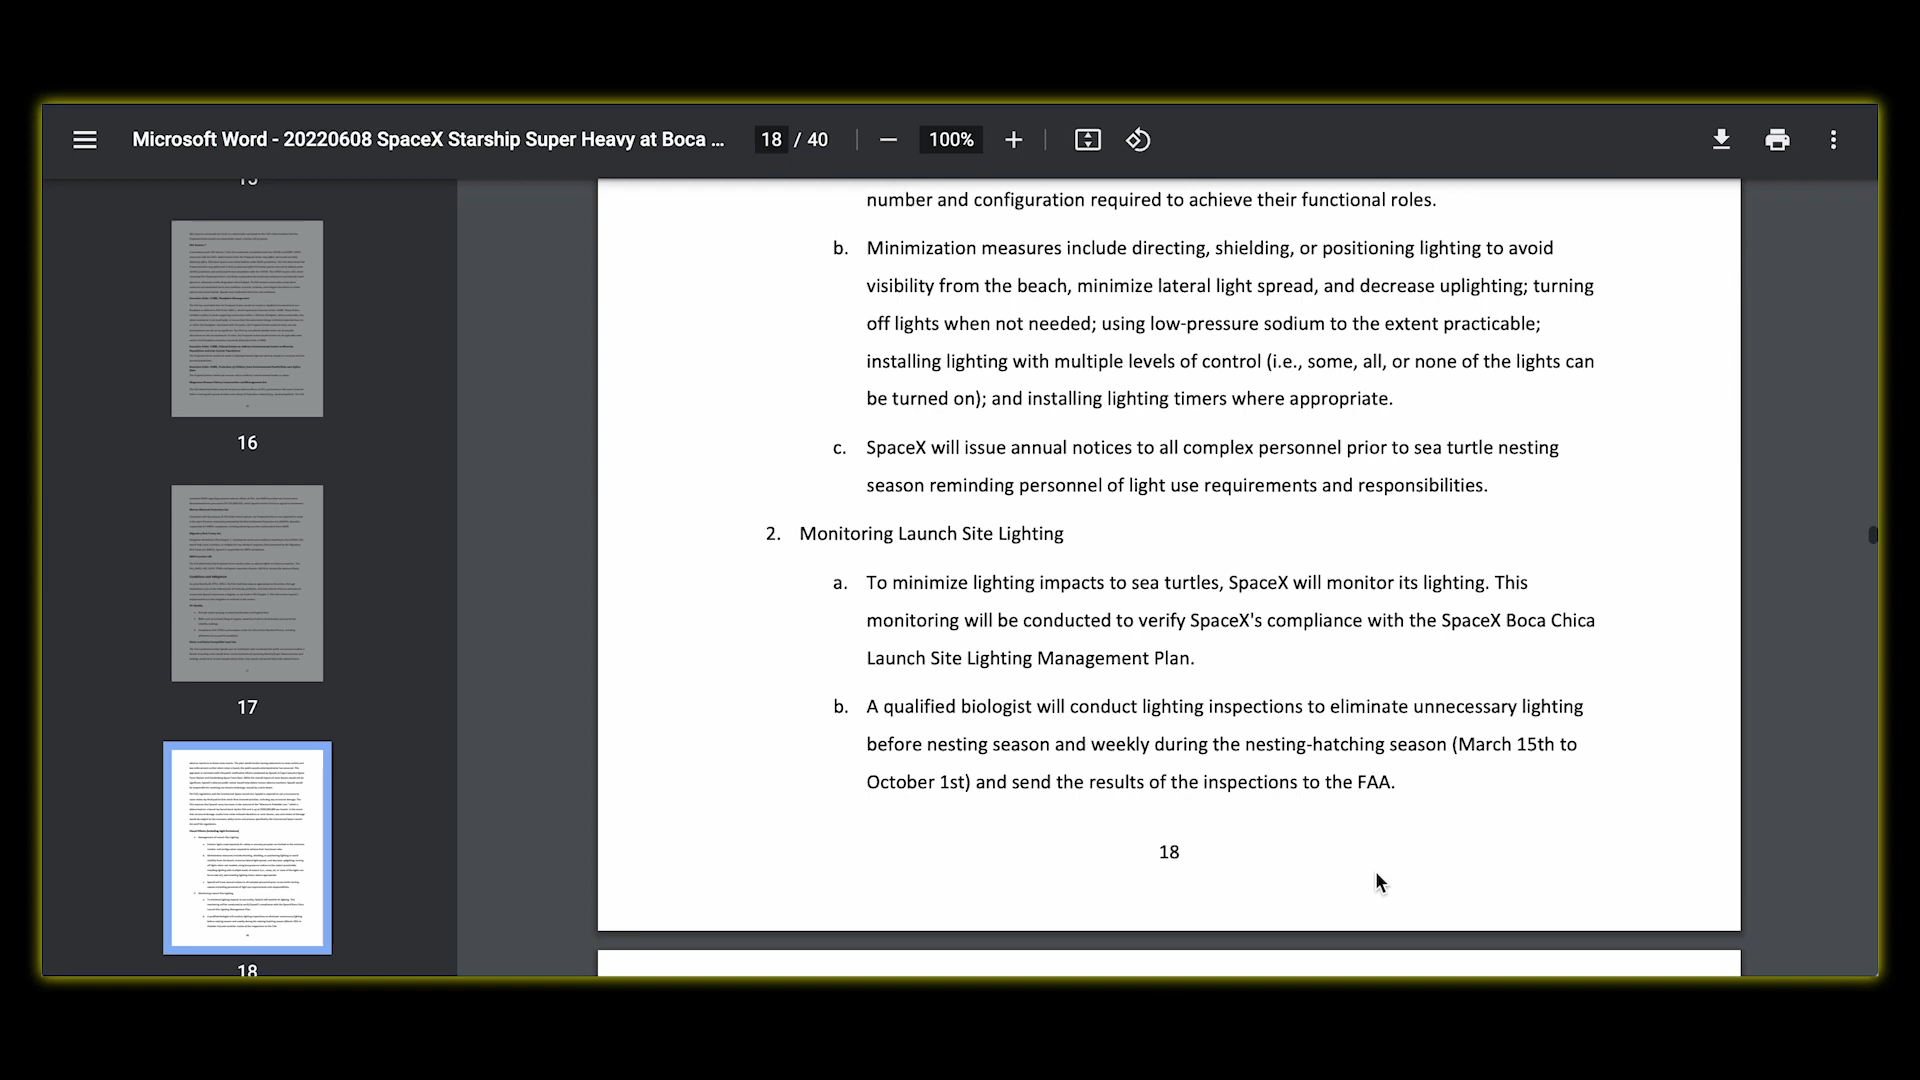 Microsoft Word - 20220608 SpaceX Starship Super Heavy at Boca ...
18 / 40
100%
16
17
18
number and configuration required to achieve their functional roles.
b. Minimization measures include directing, shielding, or positioning lighting to avoid
visibility from the beach, minimize lateral light spread, and decrease uplighting; turning
off lights when not needed; using low-pressure sodium to the extent practicable;
installing lighting with multiple levels of control (i.e., some, all, or none of the lights can
be turned on); and installing lighting timers where appropriate.
c. SpaceX will issue annual notices to all complex personnel prior to sea turtle nesting
season reminding personnel of light use requirements and responsibilities.
2. Monitoring Launch Site Lighting
a. To minimize lighting impacts to sea turtles, SpaceX will monitor its lighting. This
monitoring will be conducted to verify SpaceX's compliance with the SpaceX Boca Chica
Launch Site Lighting Management Plan.
b. A qualified biologist will conduct lighting inspections to eliminate unnecessary lighting
before nesting season and weekly during the nesting-hatching season (March 15th to
October 1st) and send the results of the inspections to the FAA.
18